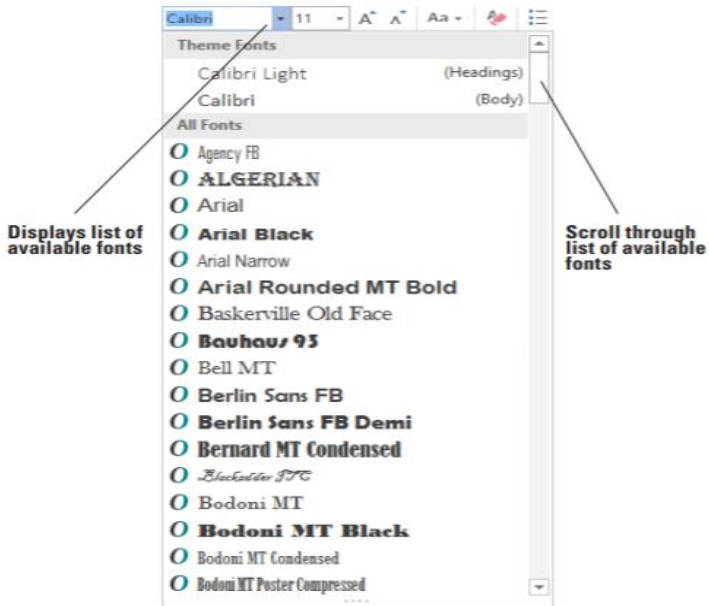 Calibri 11 A A Aa
Theme Fonts
Calibri Light (Headings)
Calibri (Body)
All Fonts
O Agency FB
O ALGERIAN
O Arial
O Arial Black
O Arial Narrow
O Arial Rounded MT Bold
O Baskerville Old Face
O Bauhaus 93
O Bell MT
O Berlin Sans FB
O Berlin Sans FB Demi
O Bernard MT Condensed
O Blackadder ITC
O Bodoni MT
O Bodoni MT Black
O Bodoni MT Condensed
O Bodoni MT Poster Compressed
Displays list of
available fonts
Scroll through
list of available
fonts